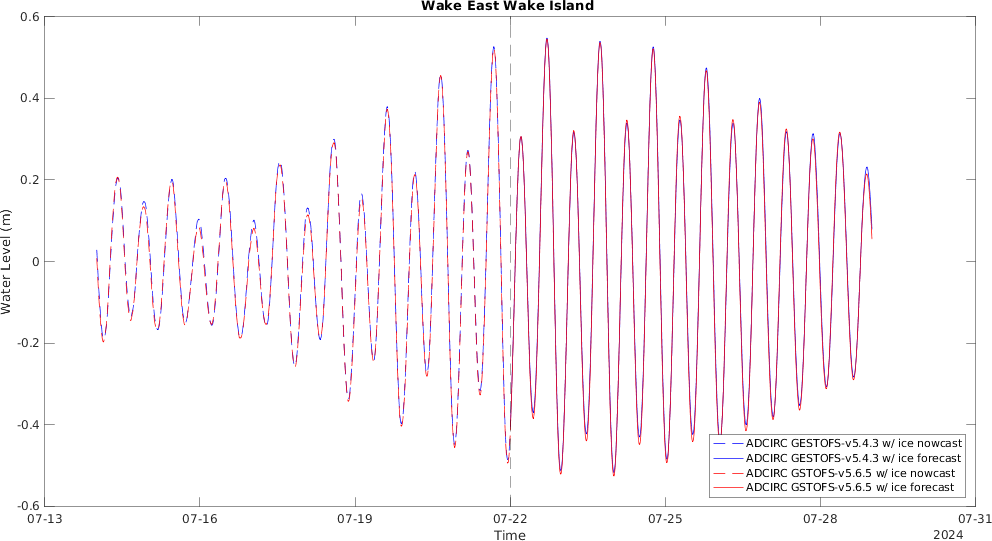 Wake East Wake Island
0.6
0.4
0.2
0
-0.2
-0.4
-0.6
Water Level (m)
ADCIRC GESTOFS-v5.4.3 w/ ice nowcast
ADCIRC GESTOFS-v5.4.3 w/ ice forecast
ADCIRC GSTOFS-v5.6.5 w/ ice nowcast
ADCIRC GSTOFS-v5.6.5 w/ ice forecast
07-13 07-16 07-19 07-22 07-25 07-28 07-31
Time
2024